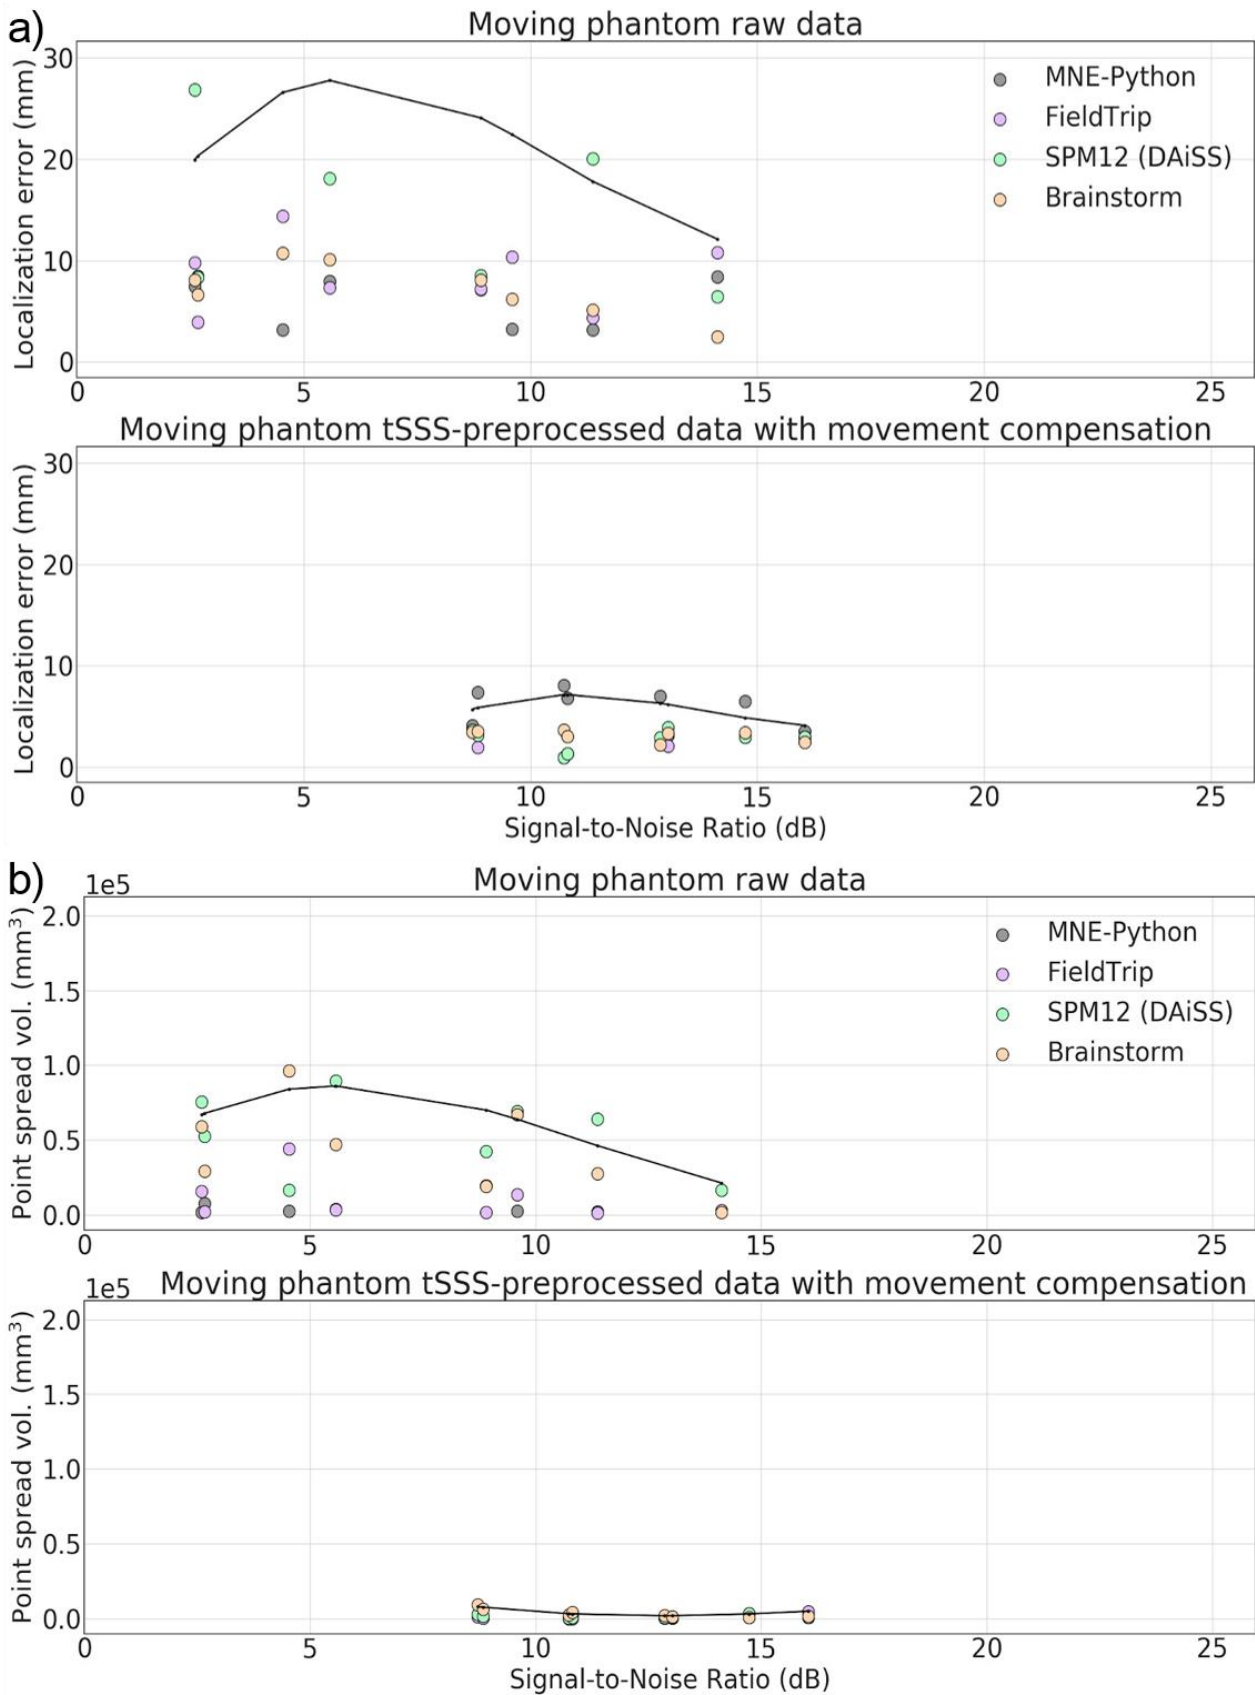 a)
Moving phantom raw data
Localization error (mm)
30
20
10
0
MNE-Python
FieldTrip
SPM12 (DAiSS)
Brainstorm
0 5 10 15 20 25
Moving phantom tSSS-preprocessed data with movement compensation
Localization error (mm)
30
20
10
0
0 5 10 15 20 25
Signal-to-Noise Ratio (dB)
b)
1e5
Moving phantom raw data
Point spread vol. (mm³)
2.0
1.5
1.0
0.5
0.0
MNE-Python
FieldTrip
SPM12 (DAiSS)
Brainstorm
0 5 10 15 20 25
1e5
Moving phantom tSSS-preprocessed data with movement compensation
Point spread vol. (mm³)
2.0
1.5
1.0
0.5
0.0
0 5 10 15 20 25
Signal-to-Noise Ratio (dB)